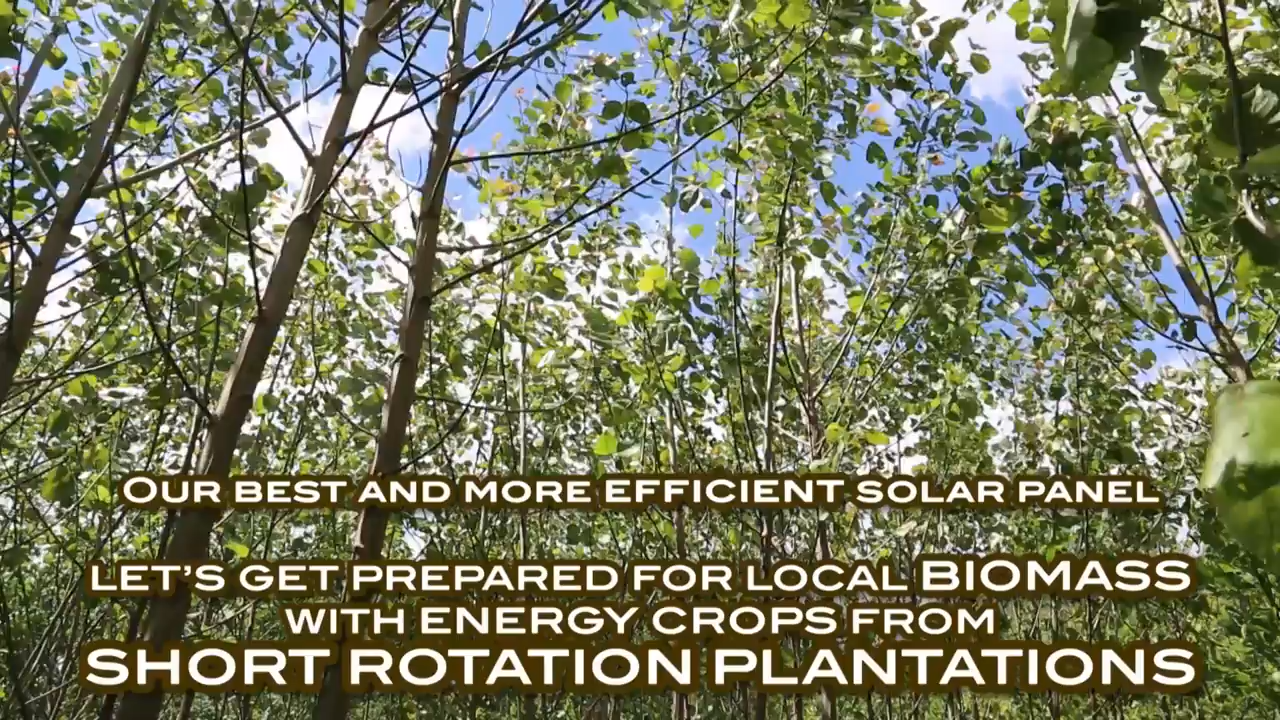 Our best and more efficient solar panel
let's get prepared for local BIOMASS
with energy crops from
SHORT ROTATION PLANTATIONS